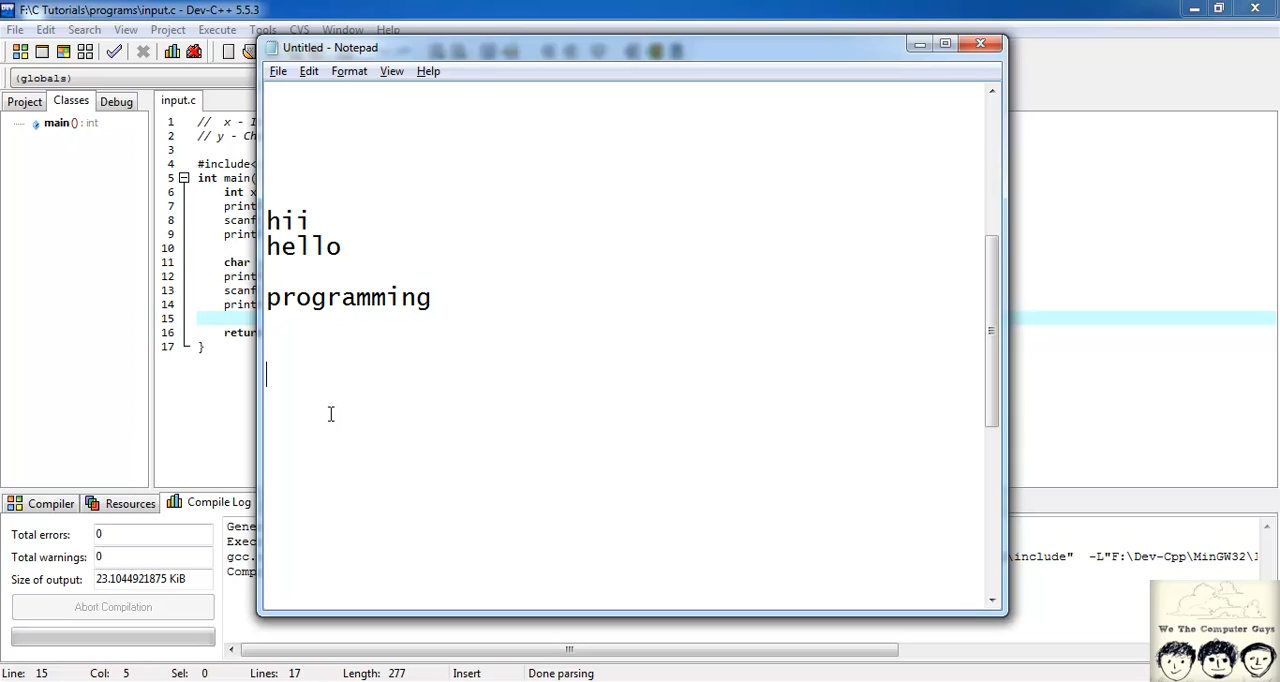 F:\C Tutorials\programs\input.c - Dev-C++ 5.5.3
File Edit Search View Project Execute Tools CVS Window Help
(globals)
Project Classes Debug
main () : int
input.c
1 // x - I
2 // y - Ch
3
4 #include<
5 int main(
6 int x
7 print
8 scanf
9 print
10
11 char
12 print
13 scanf
14 print
15
16 retur
17 }
Untitled - Notepad
File Edit Format View Help
hii
hello
programming
Compiler Resources Compile Log
Total errors: 0
Total warnings: 0
Size of output: 23.1044921875 KiB
Abort Compilation
Gene
Exec
gcc. \include" -L"F:\Dev-Cpp\MinGW32\
Comp
We The Computer Guys
Line: 15 Col: 5 Sel: 0 Lines: 17 Length: 277 Insert Done parsing